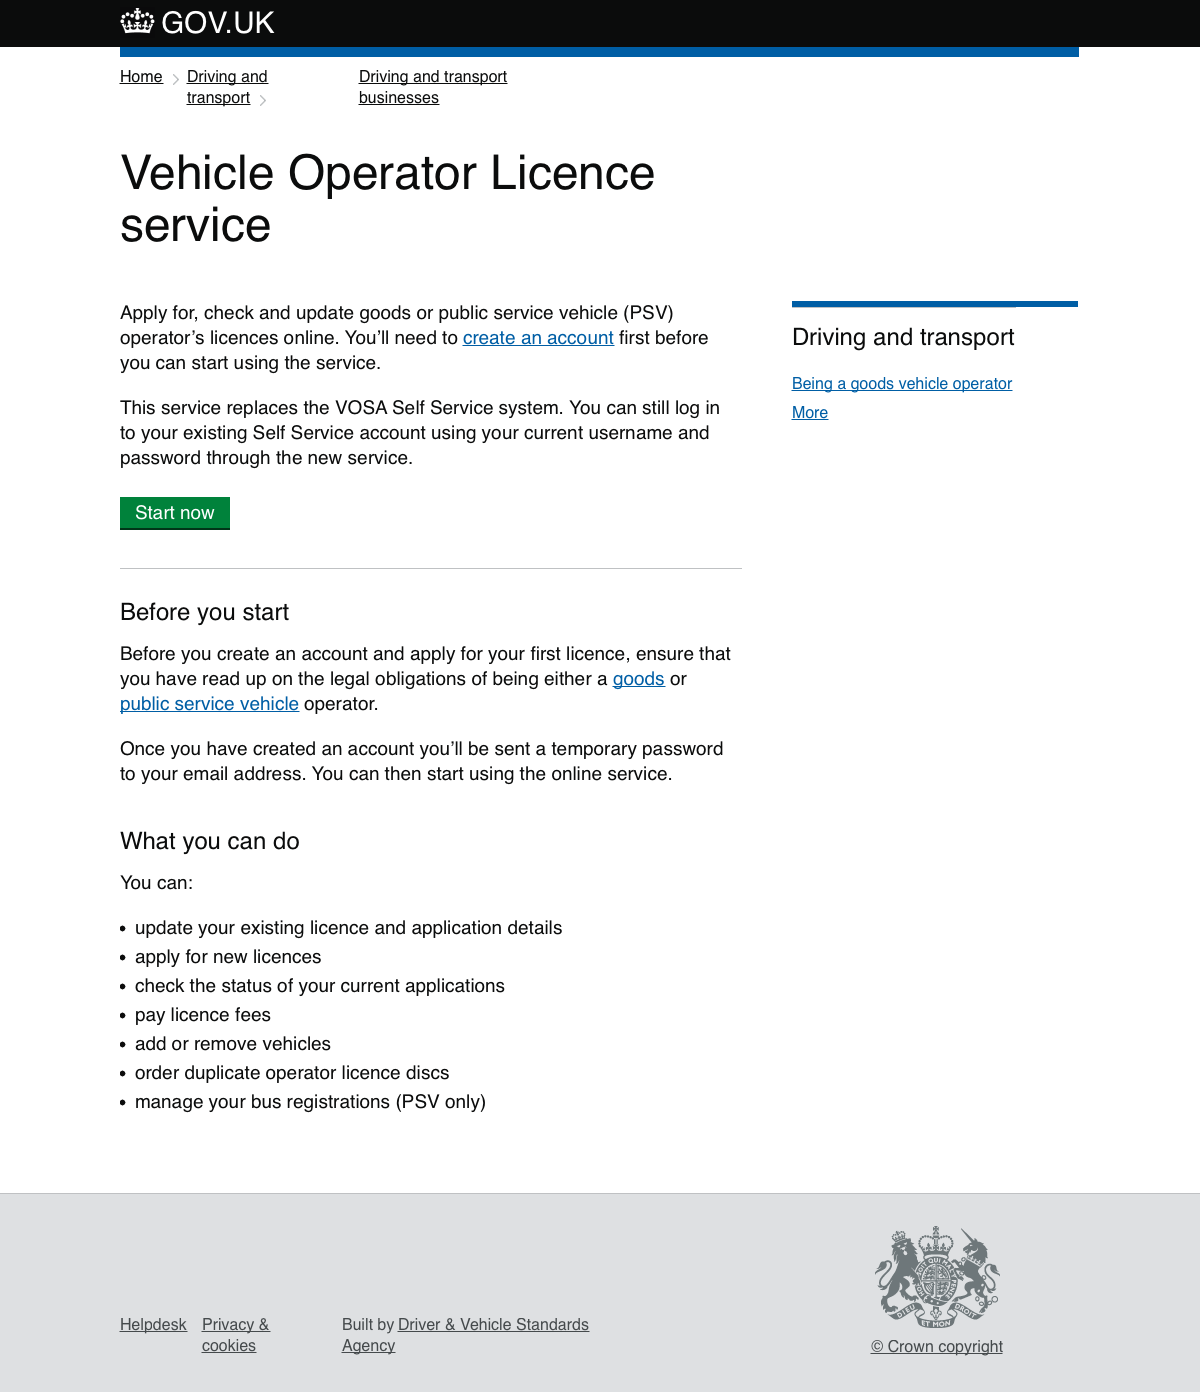 GOV.UK
Home Driving and transport Driving and transport businesses
Vehicle Operator Licence
service
Apply for, check and update goods or public service vehicle (PSV)
operator’s licences online. You’ll need to create an account first before
you can start using the service.
This service replaces the VOSA Self Service system. You can still log in
to your existing Self Service account using your current username and
password through the new service.
Start now
Driving and transport
Being a goods vehicle operator
More
Before you start
Before you create an account and apply for your first licence, ensure that
you have read up on the legal obligations of being either a goods or
public service vehicle operator.
Once you have created an account you’ll be sent a temporary password
to your email address. You can then start using the online service.
What you can do
You can:
• update your existing licence and application details
• apply for new licences
• check the status of your current applications
• pay licence fees
• add or remove vehicles
• order duplicate operator licence discs
• manage your bus registrations (PSV only)
Helpdesk Privacy & cookies Built by Driver & Vehicle Standards Agency
DIEU ET MON DROIT
© Crown copyright